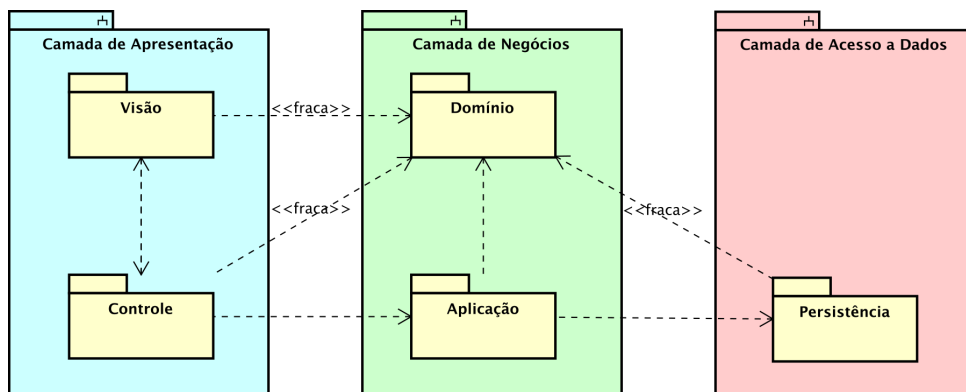 Camada de Apresentação
Camada de Negócios
Camada de Acesso a Dados
Visão
<<fraca>>
Domínio
<<fraca>>
<<fraca>>
Controle
Aplicação
Persistência